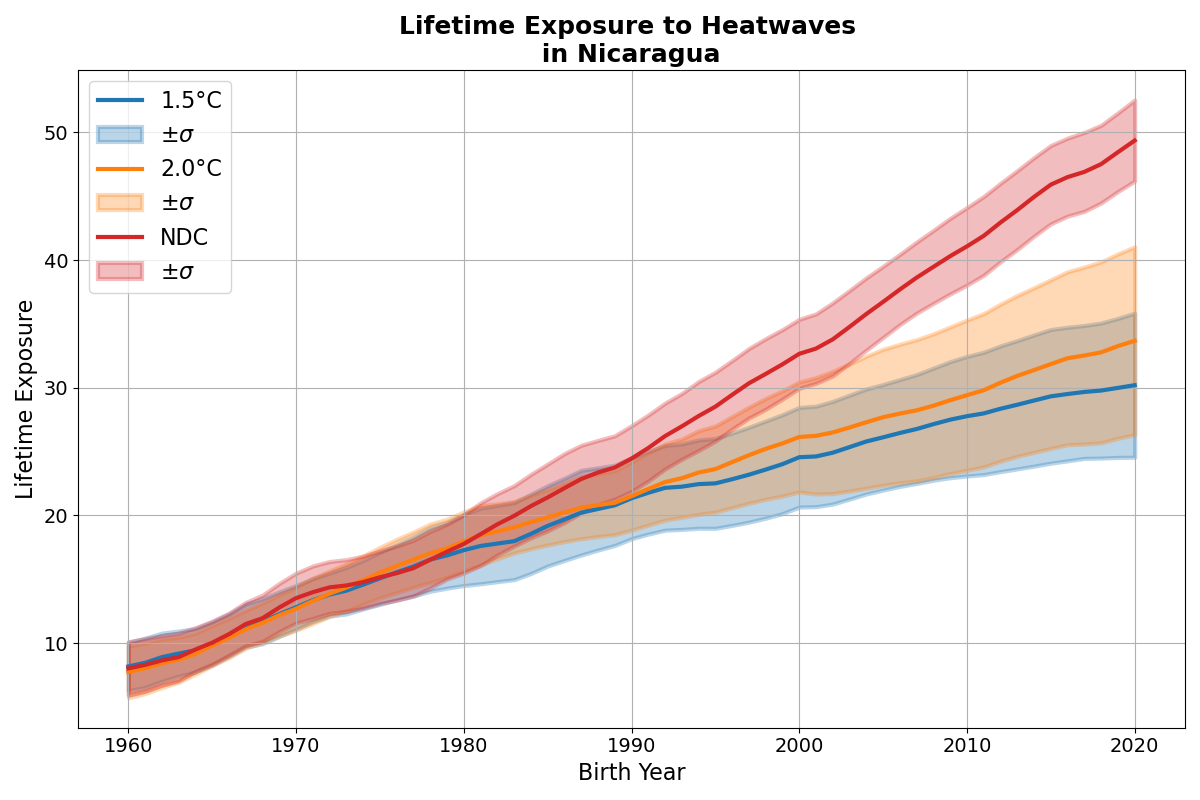 Lifetime Exposure to Heatwaves
in Nicaragua
1.5°C
±σ
2.0°C
±σ
NDC
±σ
Lifetime Exposure
50
40
30
20
10
1960 1970 1980 1990 2000 2010 2020
Birth Year